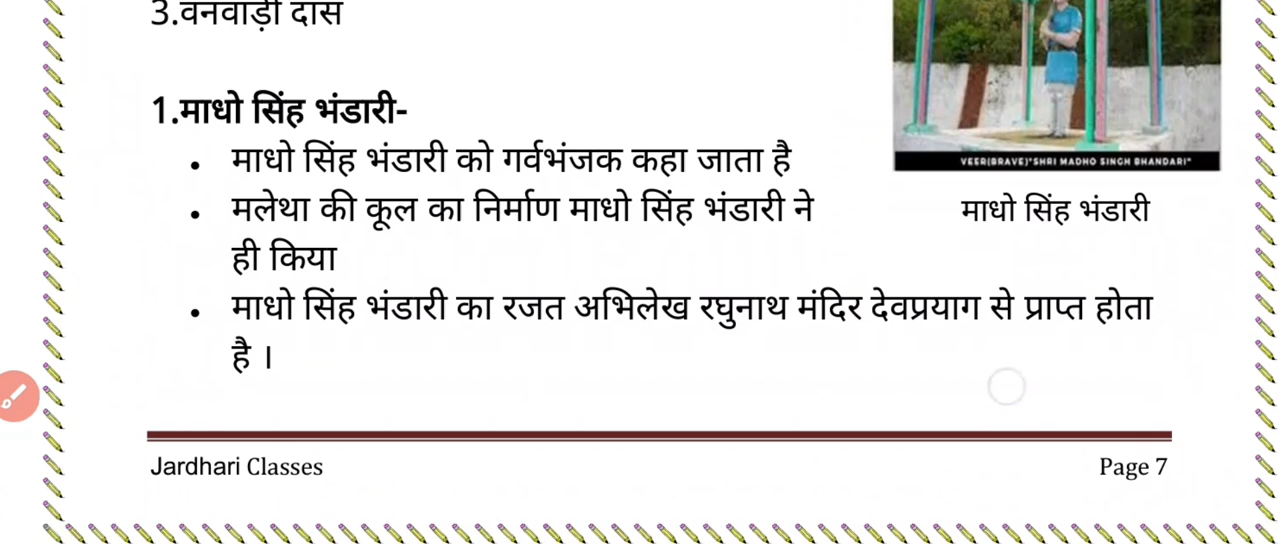 3.वनवाड़ी दास
1.माधो सिंह भंडारी-
• माधो सिंह भंडारी को गर्वभंजक कहा जाता है
• मलेथा की कूल का निर्माण माधो सिंह भंडारी ने
ही किया
VEER(BRAVE)"SHRI MADHO SINGH BHANDARI"
माधो सिंह भंडारी
• माधो सिंह भंडारी का रजत अभिलेख रघुनाथ मंदिर देवप्रयाग से प्राप्त होता
है ।
Jardhari Classes
Page 7